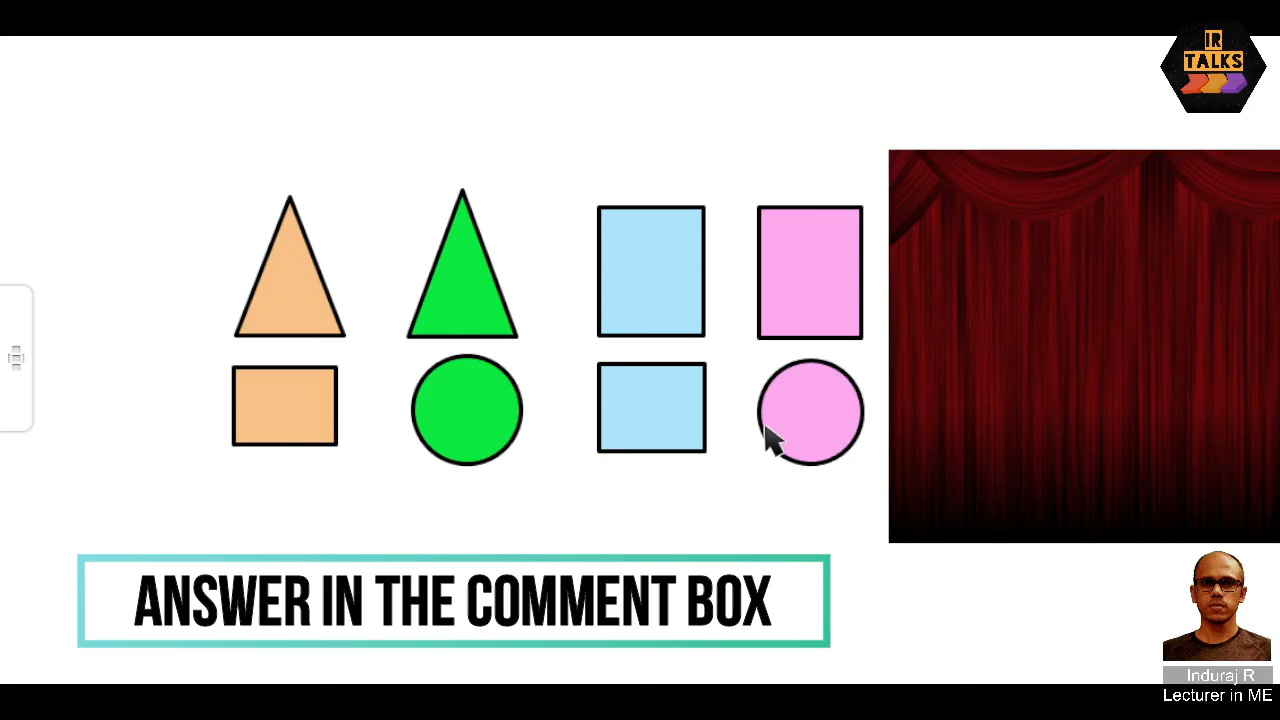 IR
TALKS
ANSWER IN THE COMMENT BOX
Induraj R
Lecturer in ME